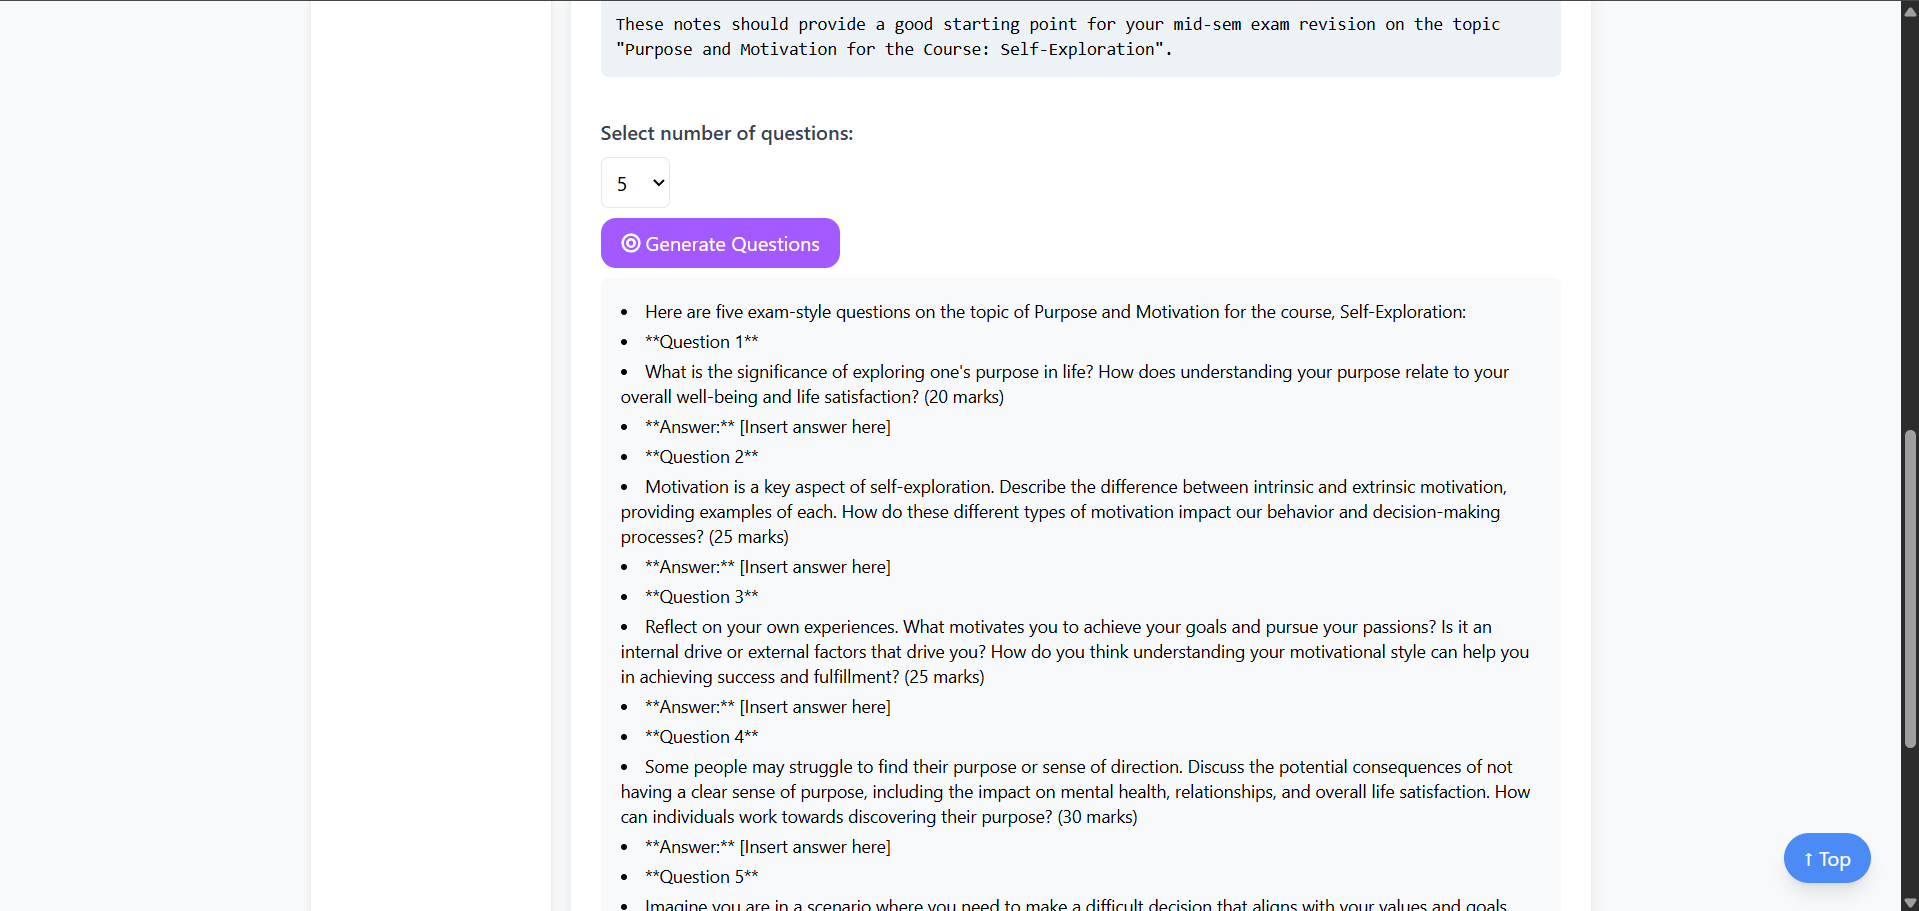 These notes should provide a good starting point for your mid-sem exam revision on the topic
"Purpose and Motivation for the Course: Self-Exploration".
Select number of questions:
5
Generate Questions
• Here are five exam-style questions on the topic of Purpose and Motivation for the course, Self-Exploration:
• **Question 1**
• What is the significance of exploring one's purpose in life? How does understanding your purpose relate to your
overall well-being and life satisfaction? (20 marks)
• **Answer:** [Insert answer here]
• **Question 2**
• Motivation is a key aspect of self-exploration. Describe the difference between intrinsic and extrinsic motivation,
providing examples of each. How do these different types of motivation impact our behavior and decision-making
processes? (25 marks)
• **Answer:** [Insert answer here]
• **Question 3**
• Reflect on your own experiences. What motivates you to achieve your goals and pursue your passions? Is it an
internal drive or external factors that drive you? How do you think understanding your motivational style can help you
in achieving success and fulfillment? (25 marks)
• **Answer:** [Insert answer here]
• **Question 4**
• Some people may struggle to find their purpose or sense of direction. Discuss the potential consequences of not
having a clear sense of purpose, including the impact on mental health, relationships, and overall life satisfaction. How
can individuals work towards discovering their purpose? (30 marks)
• **Answer:** [Insert answer here]
• **Question 5**
• Imagine you are in a scenario where you need to make a difficult decision that aligns with your values and goals.
↑ Top